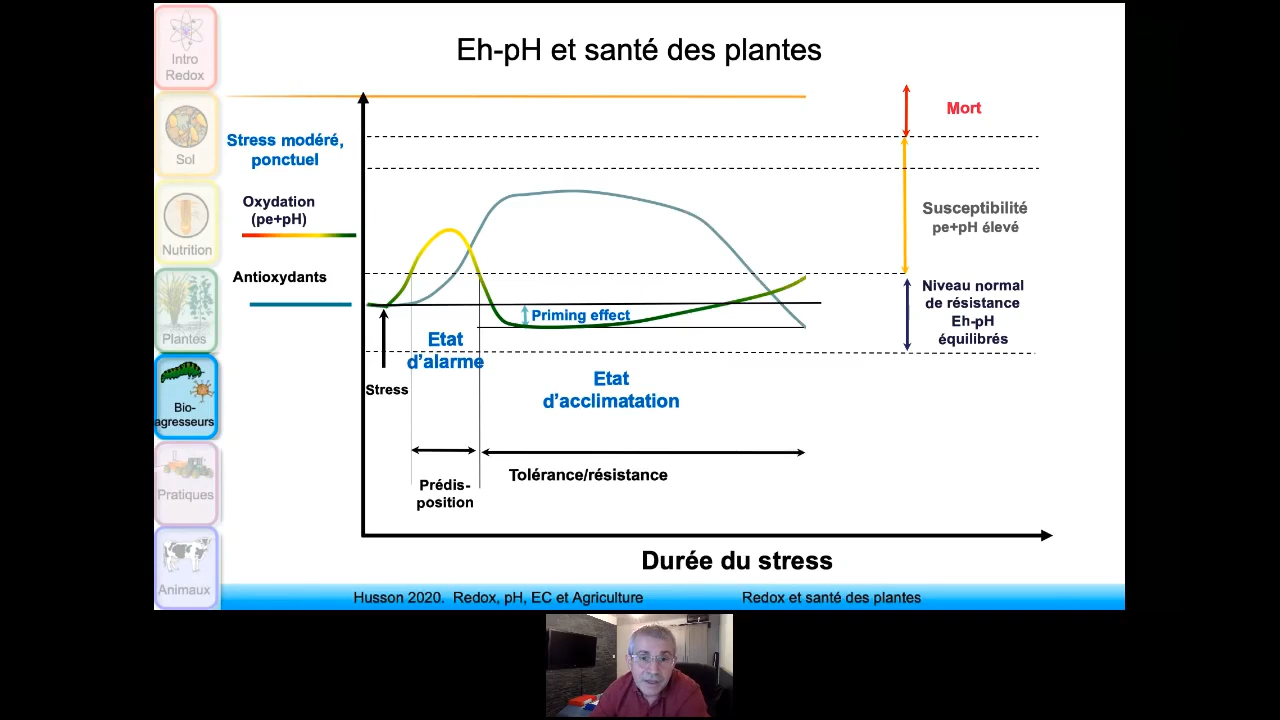 Eh-pH et santé des plantes
Intro
Redox
Sol
Nutrition
Plantes
Bio-
agresseurs
Pratiques
Animaux
Stress modéré,
ponctuel
Oxydation
(pe+pH)
Antioxydants
Mort
Susceptibilité
pe+pH élevé
Niveau normal
de résistance
Eh-pH
équilibrés
Priming effect
Etat
d'alarme
Stress
Etat
d'acclimatation
Prédis-
position
Tolérance/résistance
Durée du stress
Husson 2020. Redox, pH, EC et Agriculture
Redox et santé des plantes